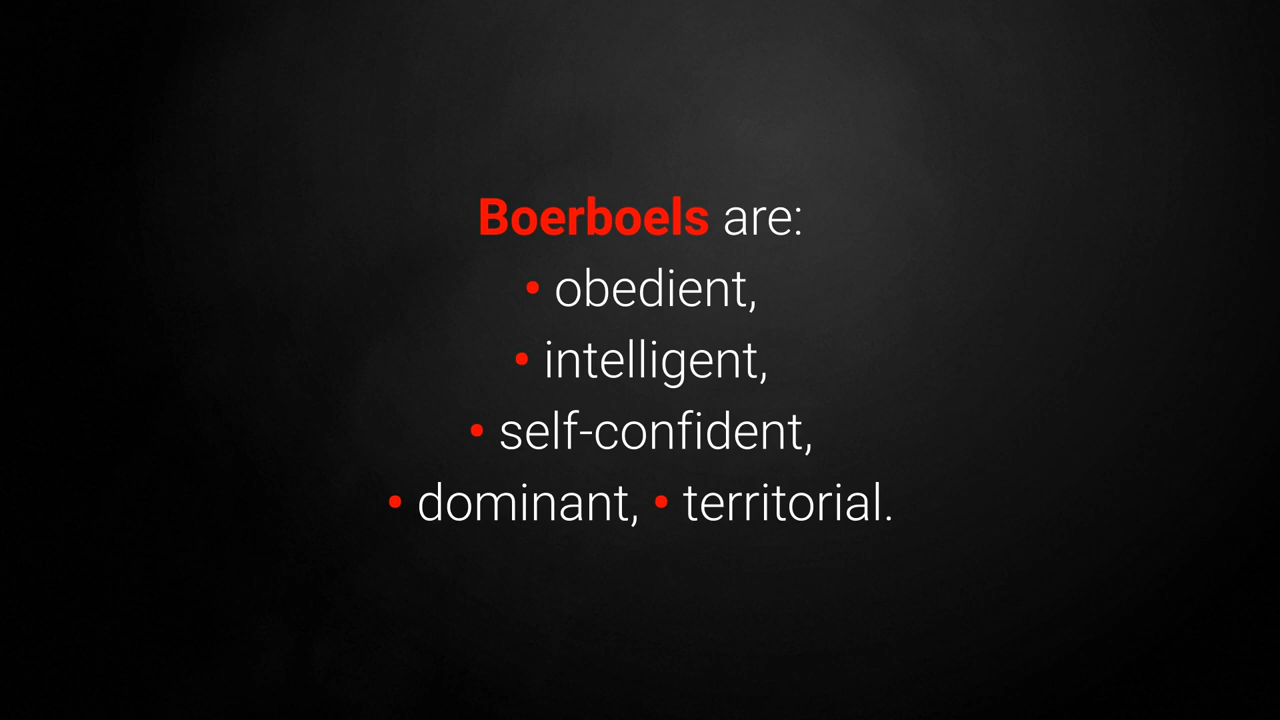 Boerboels are:
• obedient,
• intelligent,
• self-confident,
• dominant, • territorial.